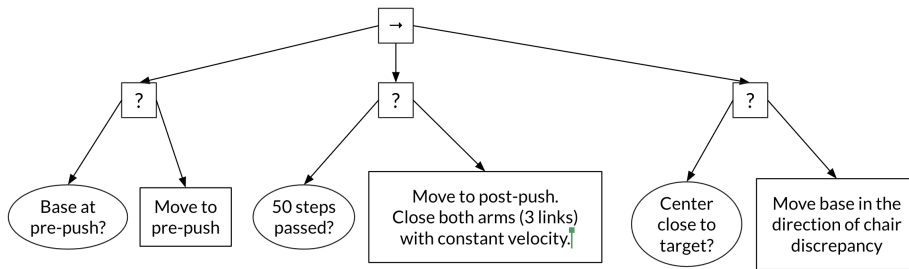 →
?
?
?
Base at
pre-push?
Move to
pre-push
50 steps
passed?
Move to post-push.
Close both arms (3 links)
with constant velocity.
Center
close to
target?
Move base in the
direction of chair
discrepancy